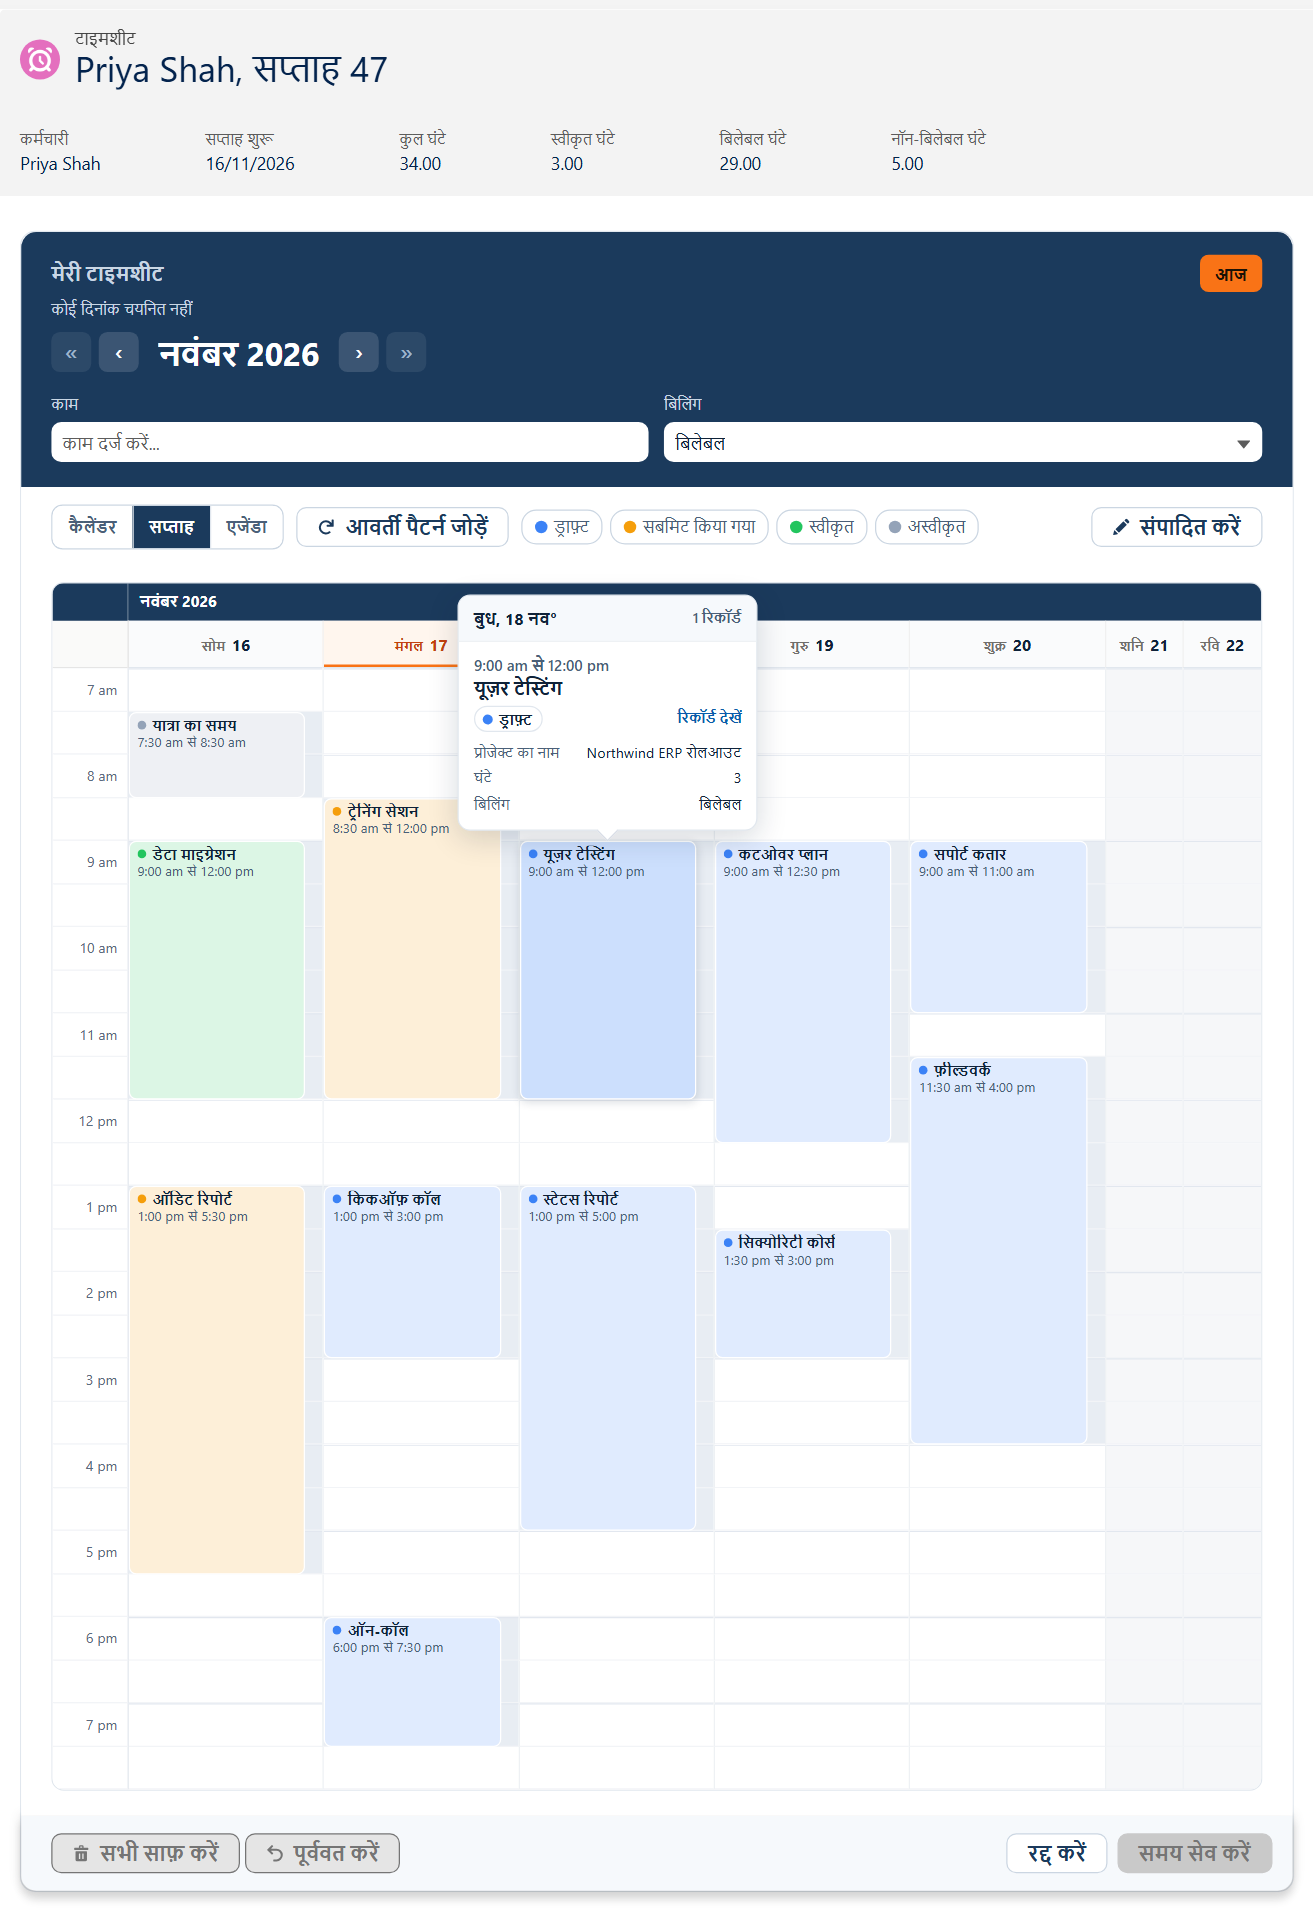 टाइमशीट
Priya Shah, सप्ताह 47
कर्मचारी सप्ताह शुरू कुल घंटे स्वीकृत घंटे बिलेबल घंटे नॉन-बिलेबल घंटे
Priya Shah 16/11/2026 34.00 3.00 29.00 5.00
मेरी टाइमशीट
आज
कोई दिनांक चयनित नहीं
« ‹ नवंबर 2026 › »
काम बिलिंग
काम दर्ज करें... बिलेबल
कैलेंडर सप्ताह एजेंडा आवर्ती पैटर्न जोड़ें ड्राफ़्ट सबमिट किया गया स्वीकृत अस्वीकृत संपादित करें
नवंबर 2026
सोम 16 मंगल 17 गुरु 19 शुक्र 20 शनि 21 रवि 22
बुध, 18 नव° 1 रिकॉर्ड
9:00 am से 12:00 pm
यूज़र टेस्टिंग
ड्राफ़्ट रिकॉर्ड देखें
प्रोजेक्ट का नाम Northwind ERP रोलआउट
घंटे 3
बिलिंग बिलेबल
7 am
यात्रा का समय
7:30 am से 8:30 am
8 am
ट्रेनिंग सेशन
8:30 am से 12:00 pm
9 am
डेटा माइग्रेशन
9:00 am से 12:00 pm
यूज़र टेस्टिंग
9:00 am से 12:00 pm
कटओवर प्लान
9:00 am से 12:30 pm
सपोर्ट कतार
9:00 am से 11:00 am
10 am
11 am
फ़ील्डवर्क
11:30 am से 4:00 pm
12 pm
1 pm
ऑडिट रिपोर्ट
1:00 pm से 5:30 pm
किकऑफ़ कॉल
1:00 pm से 3:00 pm
स्टेटस रिपोर्ट
1:00 pm से 5:00 pm
सिक्योरिटी कोर्स
1:30 pm से 3:00 pm
2 pm
3 pm
4 pm
5 pm
6 pm
ऑन-कॉल
6:00 pm से 7:30 pm
7 pm
सभी साफ़ करें पूर्ववत करें रद्द करें समय सेव करें